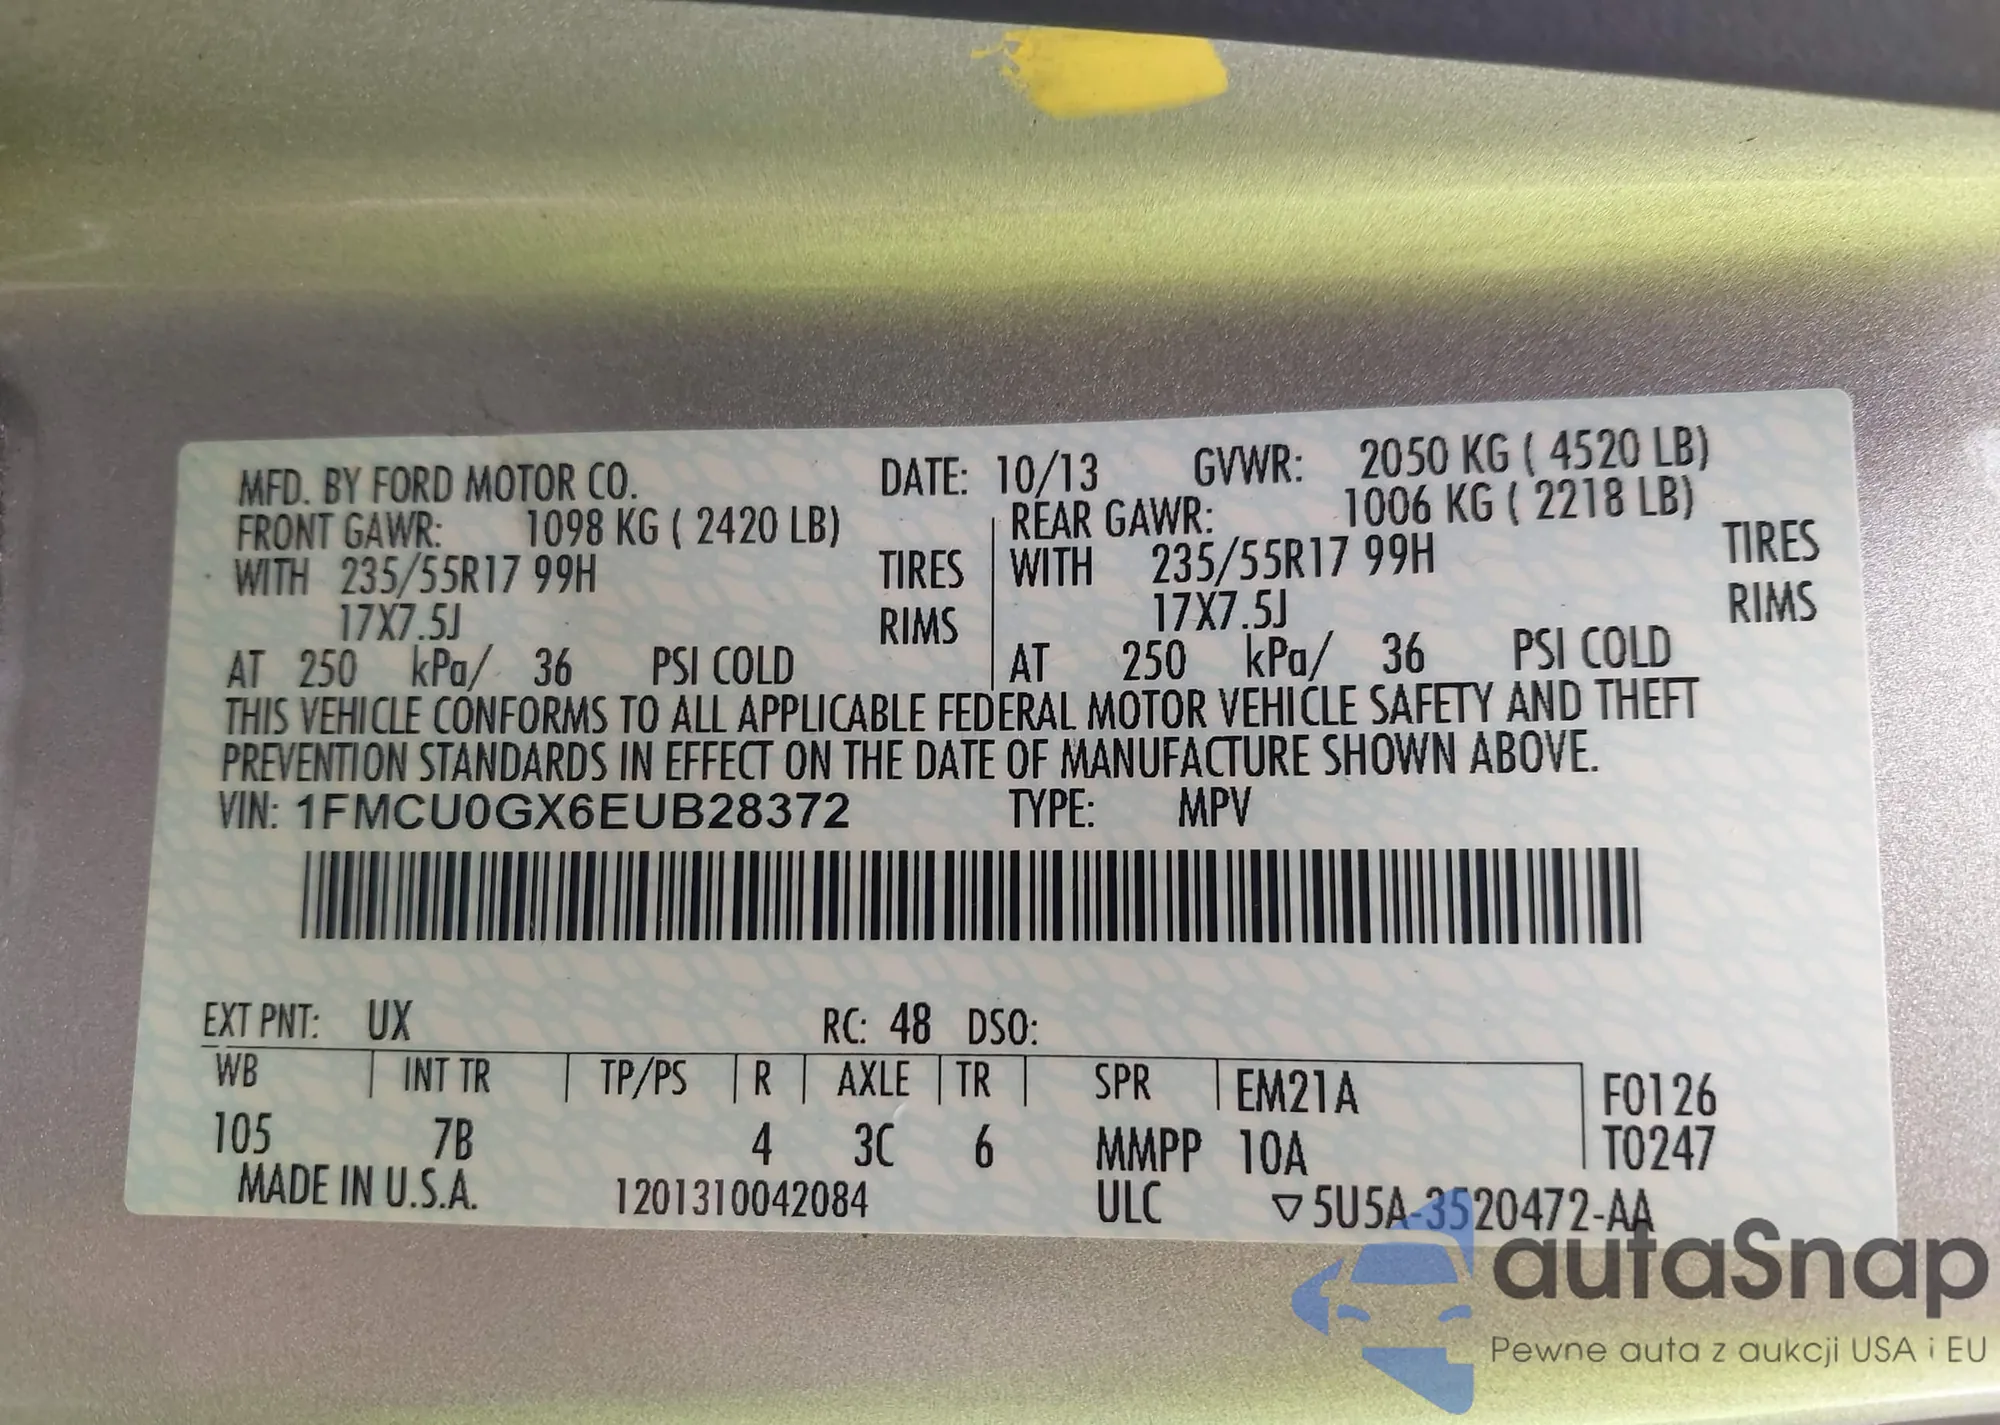 MFD. BY FORD MOTOR CO. DATE: 10/13 GVWR: 2050 KG ( 4520 LB)
FRONT GAWR: 1098 KG ( 2420 LB) REAR GAWR: 1006 KG ( 2218 LB)
WITH 235/55R17 99H TIRES WITH 235/55R17 99H TIRES
17X7.5J RIMS 17X7.5J RIMS
AT 250 kPa/ 36 PSI COLD AT 250 kPa/ 36 PSI COLD
THIS VEHICLE CONFORMS TO ALL APPLICABLE FEDERAL MOTOR VEHICLE SAFETY AND THEFT
PREVENTION STANDARDS IN EFFECT ON THE DATE OF MANUFACTURE SHOWN ABOVE.
VIN: 1FMCU0GX6EUB28372 TYPE: MPV
EXT PNT: UX RC: 48 DSO:
WB INT TR TP/PS R AXLE TR SPR EM21A F0126
105 7B 4 3C 6 MMPP 10A T0247
MADE IN U.S.A. 1201310042084 ULC ▽5U5A-3520472-AA
autaSnap
Pewne auta z aukcji USA i EU